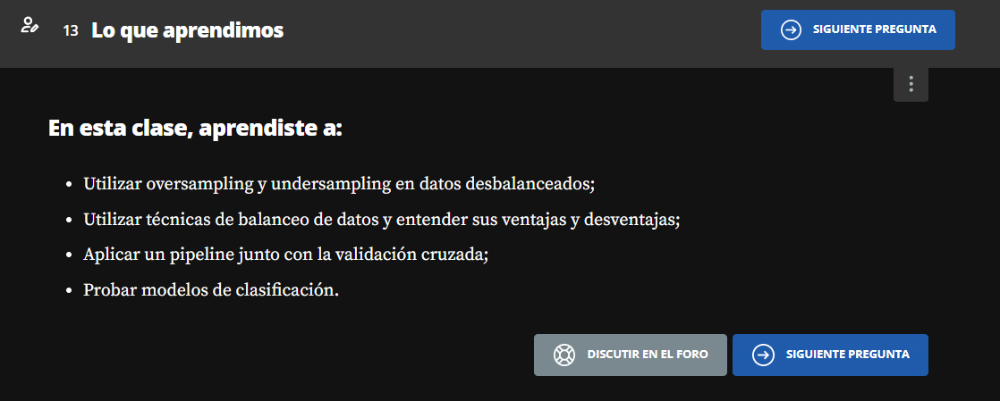 13 Lo que aprendimos
SIGUIENTE PREGUNTA
En esta clase, aprendiste a:
• Utilizar oversampling y undersampling en datos desbalanceados;
• Utilizar técnicas de balanceo de datos y entender sus ventajas y desventajas;
• Aplicar un pipeline junto con la validación cruzada;
• Probar modelos de clasificación.
DISCUTIR EN EL FORO
SIGUIENTE PREGUNTA